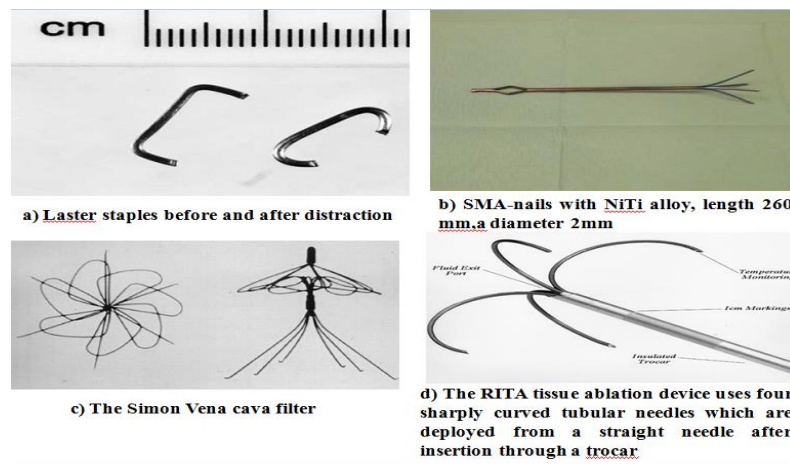 cm
a) Laster staples before and after distraction
b) SMA-nails with NiTi alloy, length 260
mm,a diameter 2mm
Fluid Exit
Port
Temperature
Monitoring
1cm Markings
Insulated
Trocar
c) The Simon Vena cava filter
d) The RITA tissue ablation device uses four
sharply curved tubular needles which are
deployed from a straight needle after
insertion through a trocar